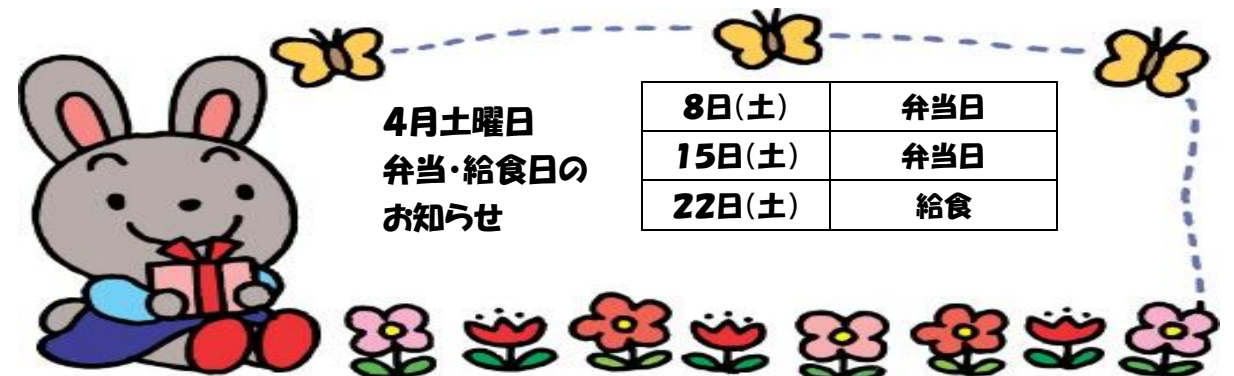 4月土曜日
弁当・給食日の
お知らせ
8日(土) 弁当日
15日(土) 弁当日
22日(土) 給食